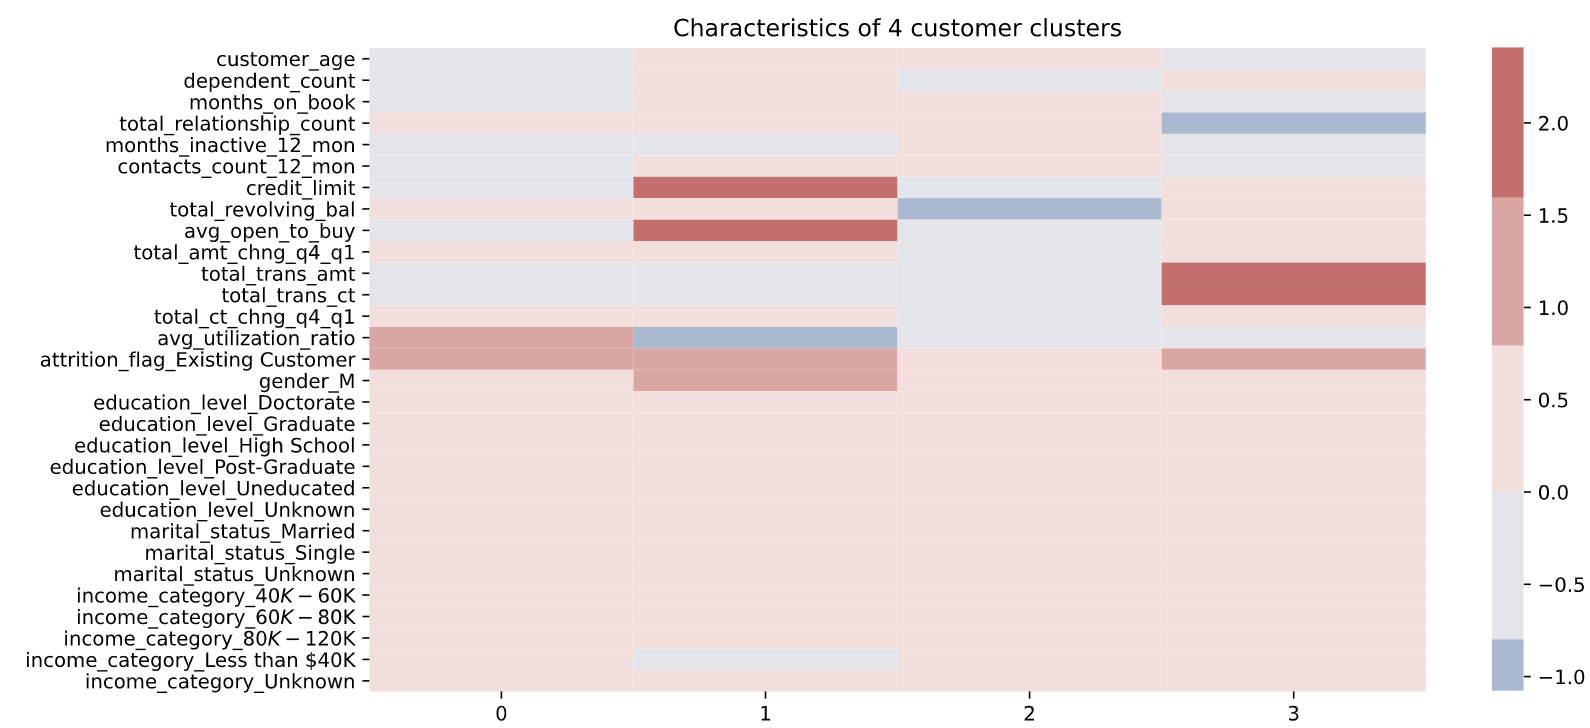 Characteristics of 4 customer clusters
customer_age
dependent_count
months_on_book
total_relationship_count
months_inactive_12_mon
contacts_count_12_mon
credit_limit
total_revolving_bal
avg_open_to_buy
total_amt_chng_q4_q1
total_trans_amt
total_trans_ct
total_ct_chng_q4_q1
avg_utilization_ratio
attrition_flag_Existing Customer
gender_M
education_level_Doctorate
education_level_Graduate
education_level_High School
education_level_Post-Graduate
education_level_Uneducated
education_level_Unknown
marital_status_Married
marital_status_Single
marital_status_Unknown
income_category_40K − 60K
income_category_60K − 80K
income_category_80K − 120K
income_category_Less than $40K
income_category_Unknown
0 1 2 3
2.0
1.5
1.0
0.5
0.0
−0.5
−1.0